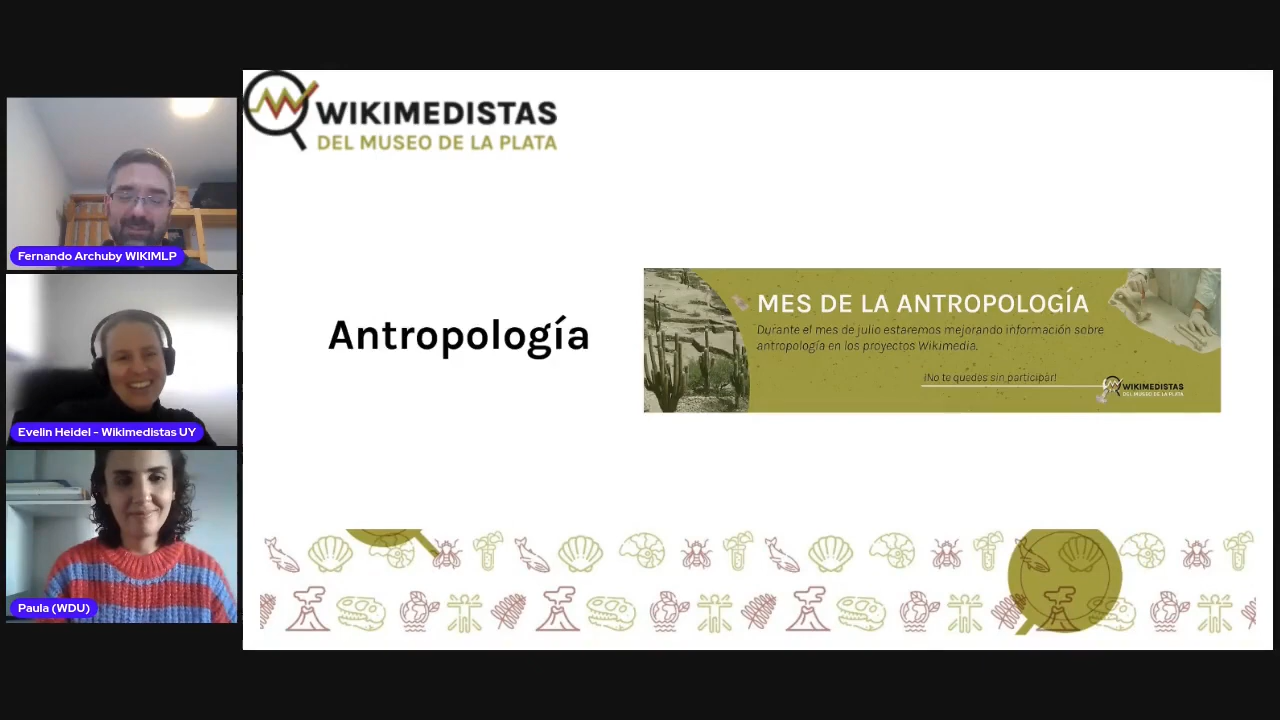 WIKIMEDISTAS
DEL MUSEO DE LA PLATA
Fernando Archuby WIKIMLP
Evelin Heidel - Wikimedistas UY
Paula (WDU)
Antropología
MES DE LA ANTROPOLOGÍA
Durante el mes de julio estaremos mejorando información sobre
antropología en los proyectos Wikimedia.
¡No te quedes sin participar!
WIKIMEDISTAS
DEL MUSEO DE LA PLATA